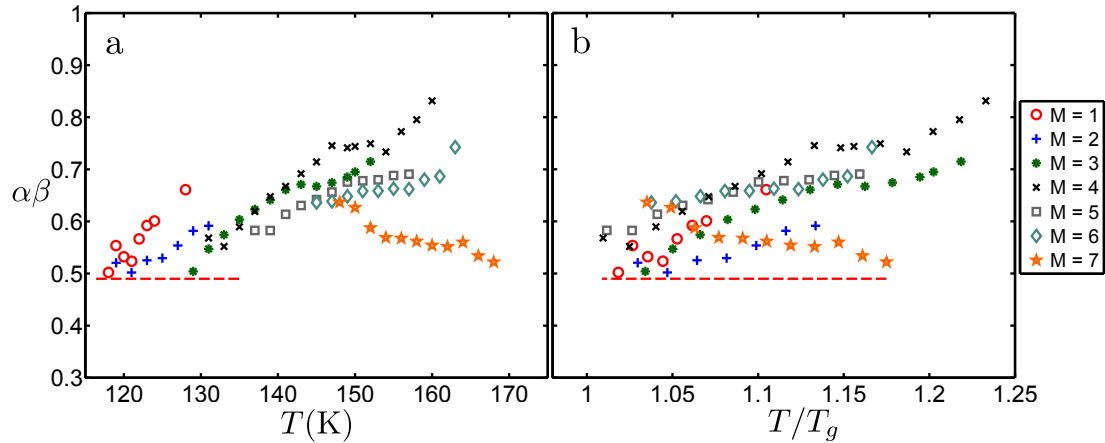 a
b
αβ
1
0.9
0.8
0.7
0.6
0.5
0.4
0.3
120 130 140 150 160 170
T(K)
1 1.05 1.1 1.15 1.2 1.25
T/T_g
M = 1
M = 2
M = 3
M = 4
M = 5
M = 6
M = 7